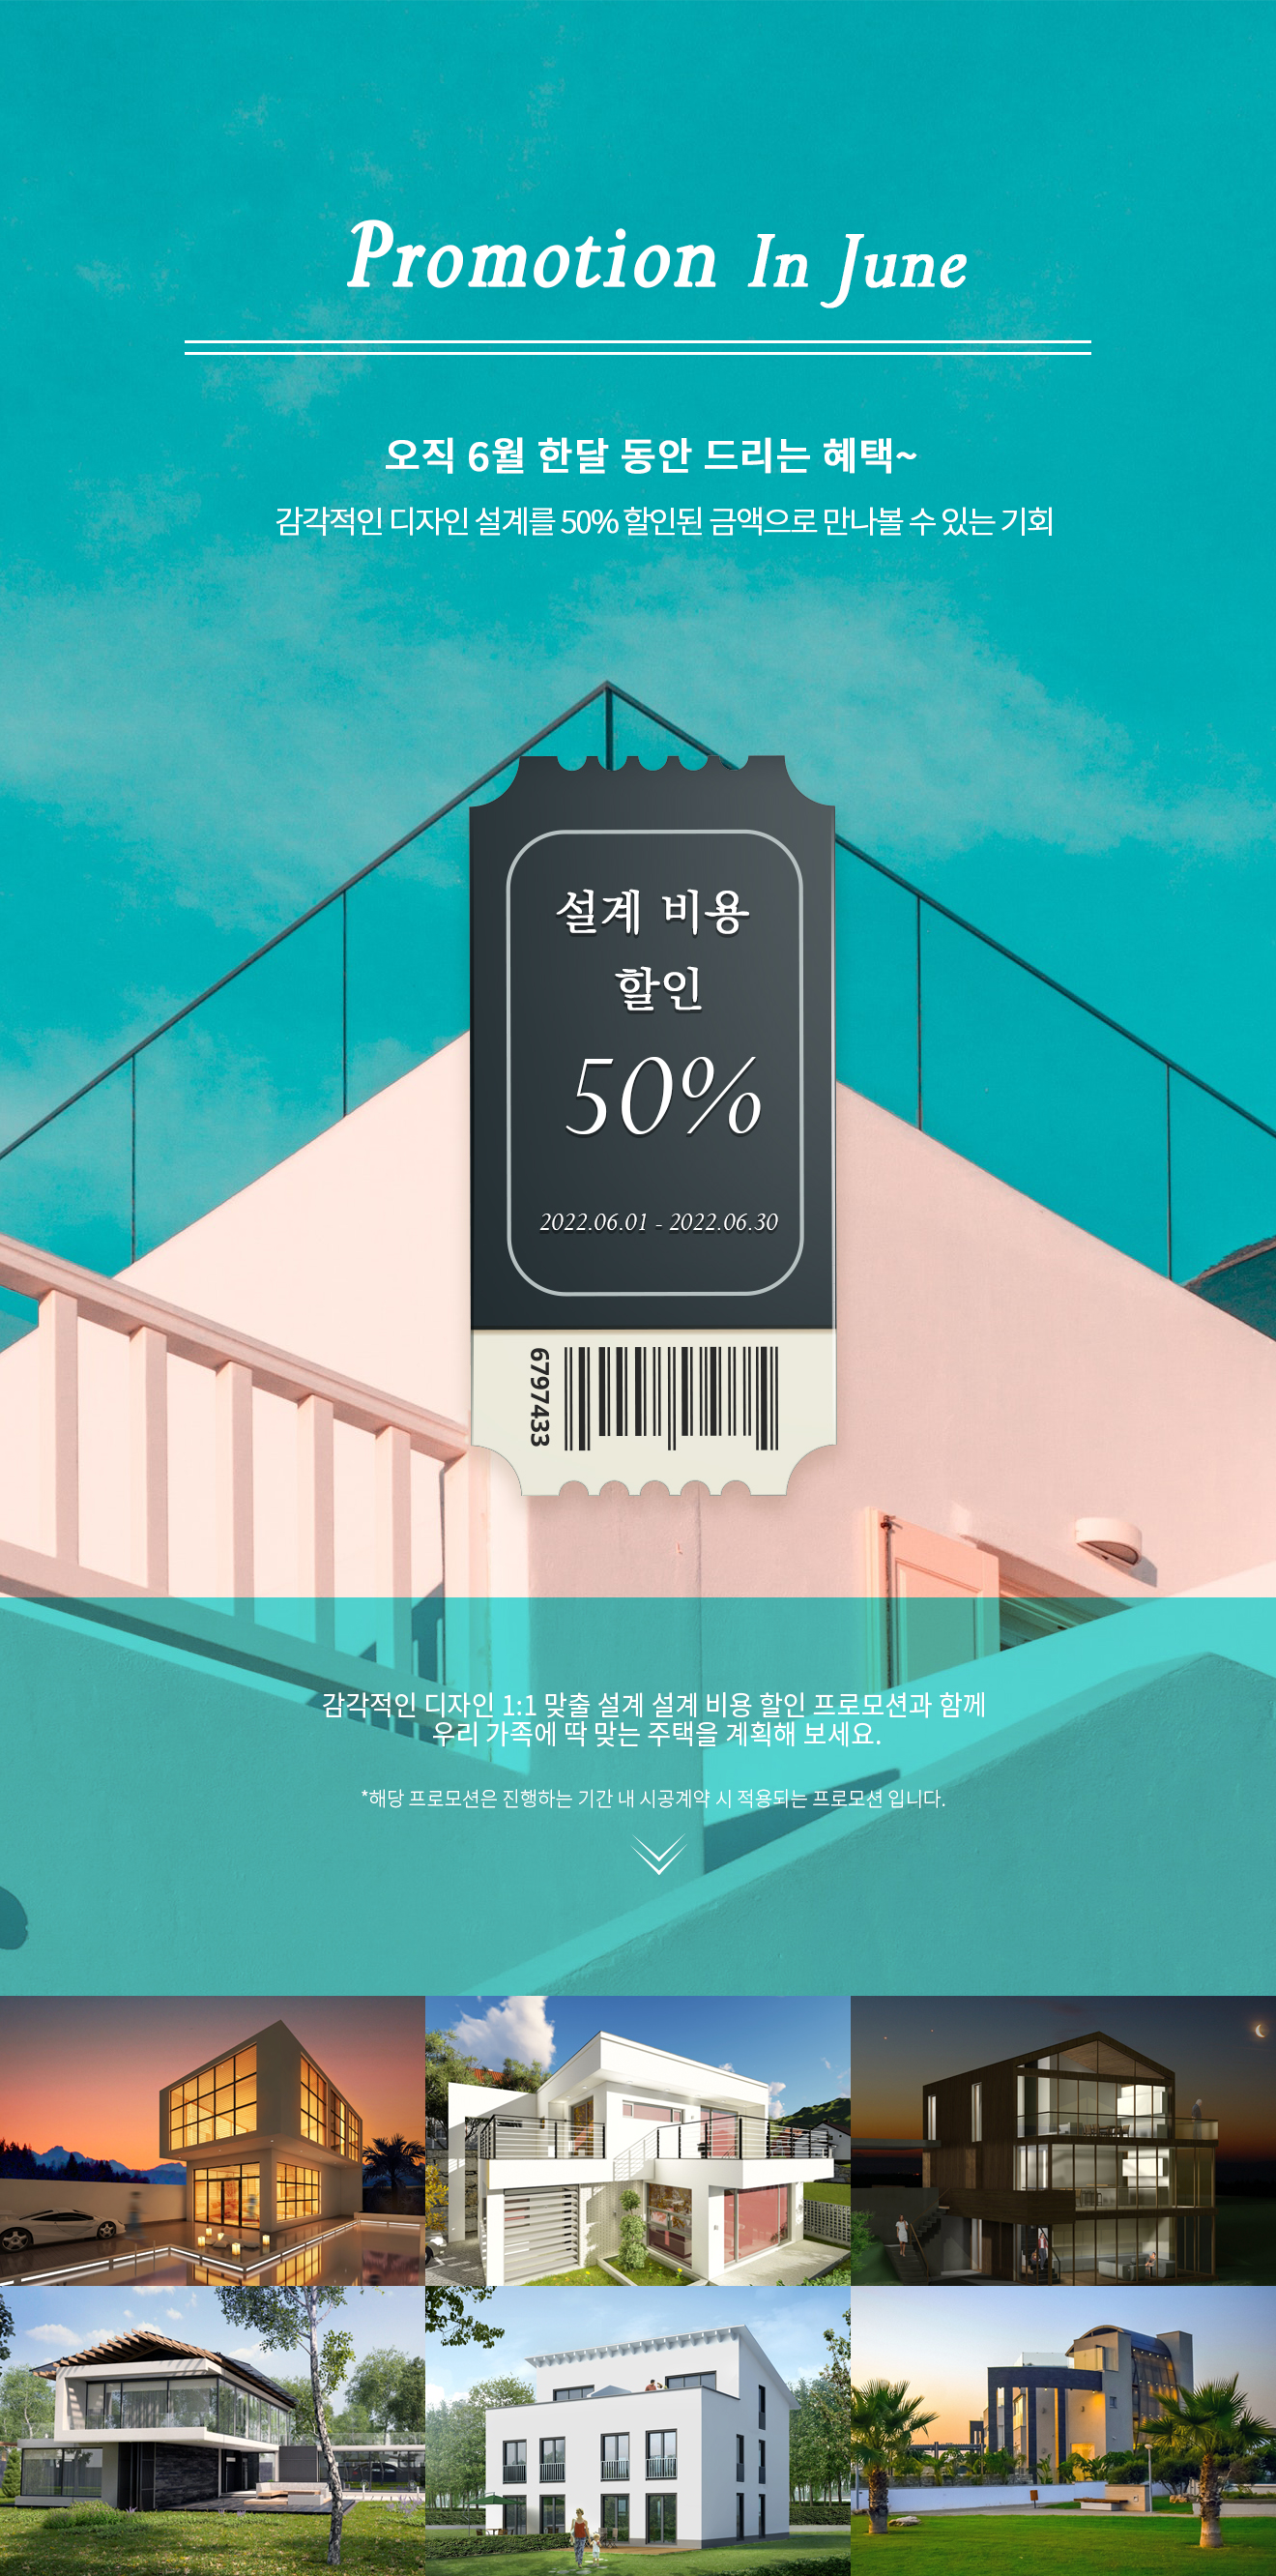 Promotion In June
오직 6월 한달 동안 드리는 혜택~
감각적인 디자인 설계를 50% 할인된 금액으로 만나볼 수 있는 기회
설계 비용
할인
50%
2022.06.01 - 2022.06.30
6797433
감각적인 디자인 1:1 맞출 설계 설계 비용 할인 프로모션과 함께
우리 가족에 딱 맞는 주택을 계획해 보세요.
*해당 프로모션은 진행하는 기간 내 시공계약 시 적용되는 프로모션 입니다.